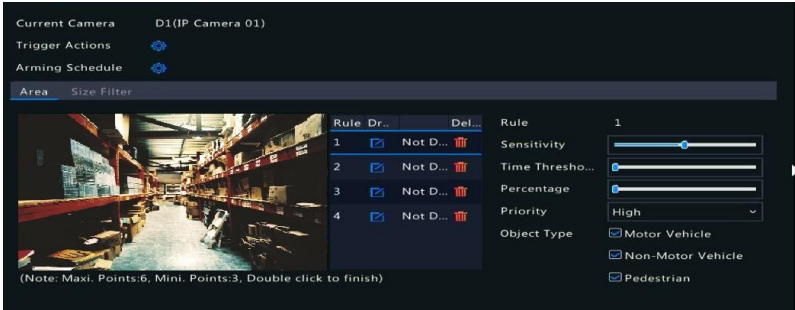 Current Camera D1(IP Camera 01)
Trigger Actions
Arming Schedule
Area Size Filter
Rule Dr.. Del...
1 Not D...
2 Not D...
3 Not D...
4 Not D...
(Note: Maxi. Points:6, Mini. Points:3, Double click to finish)
Rule 1
Sensitivity
Time Thresho...
Percentage
Priority High
Object Type Motor Vehicle
Non-Motor Vehicle
Pedestrian